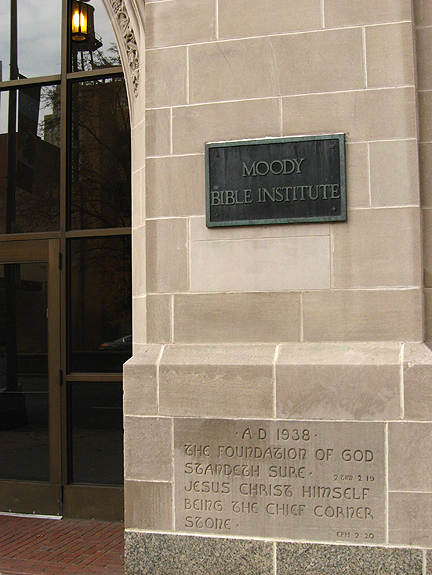 MOODY
BIBLE INSTITUTE
· A·D 1938 ·
THE FOUNDATION OF GOD
STANDETH SURE · 2 TIM 2·19
JESUS CHRIST HIMSELF
BEING THE CHIEF CORNER
STONE · EPH 2·20